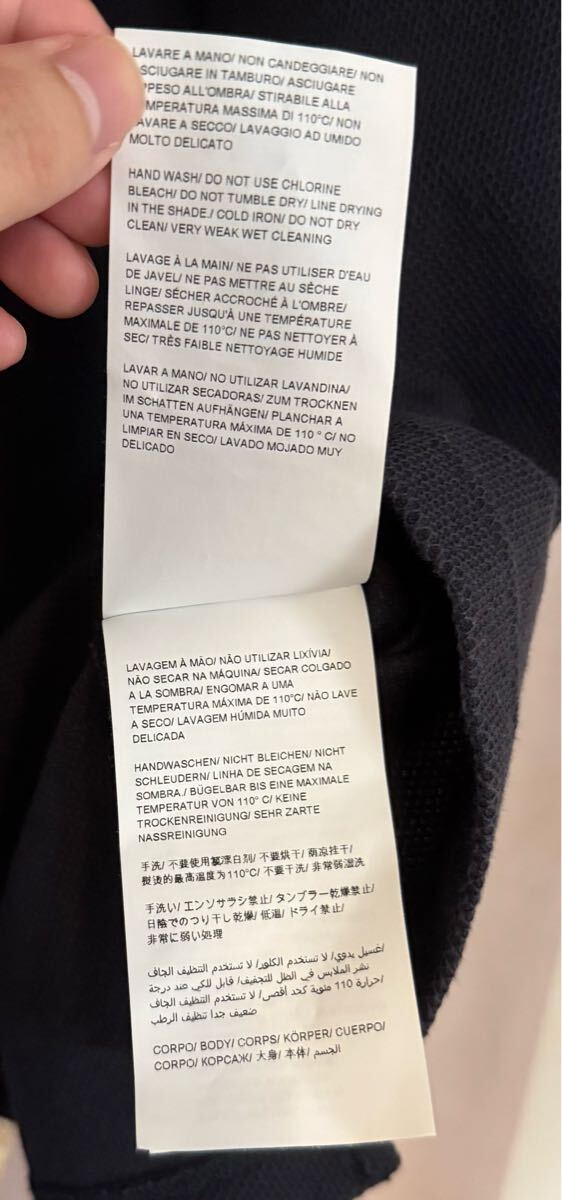 LAVARE A MANO/ NON CANDEGGIARE/ NON
ASCIUGARE IN TAMBURO/ ASCIUGARE
ALL'OMBRA/ STIRABILE ALLA
TEMPERATURA MASSIMA DI 110°C/ NON
LAVARE A SECCO/ LAVAGGIO AD UMIDO
MOLTO DELICATO
HAND WASH/ DO NOT USE CHLORINE
BLEACH/ DO NOT TUMBLE DRY/ LINE DRYING
IN THE SHADE./ COLD IRON/ DO NOT DRY
CLEAN/ VERY WEAK WET CLEANING
LAVAGE À LA MAIN/ NE PAS UTILISER D'EAU
DE JAVEL/ NE PAS METTRE AU SÈCHE
LINGE/ SÉCHER ACCROCHÉ À L'OMBRE/
REPASSER JUSQU'À UNE TEMPÉRATURE
MAXIMALE DE 110°C/ NE PAS NETTOYER À
SEC/ TRÈS FAIBLE NETTOYAGE HUMIDE
LAVAR A MANO/ NO UTILIZAR LAVANDINA/
NO UTILIZAR SECADORAS/ ZUM TROCKNEN
IM SCHATTEN AUFHÄNGEN/ PLANCHAR A
UNA TEMPERATURA MÁXIMA DE 110 ° C/ NO
LIMPIAR EN SECO/ LAVADO MOJADO MUY
DELICADO
LAVAGEM À MÃO/ NÃO UTILIZAR LIXÍVIA/
NÃO SECAR NA MÁQUINA/ SECAR COLGADO
A LA SOMBRA/ ENGOMAR A UMA
TEMPERATURA MÁXIMA DE 110°C/ NÃO LAVE
A SECO/ LAVAGEM HÚMIDA MUITO
DELICADA
HANDWASCHEN/ NICHT BLEICHEN/ NICHT
SCHLEUDERN/ LINHA DE SECAGEM NA
SOMBRA./ BÜGELBAR BIS EINE MAXIMALE
TEMPERATUR VON 110° C/ KEINE
TROCKENREINIGUNG/ SEHR ZARTE
NASSREINIGUNG
手洗/ 不要使用氯漂白剂/ 不要烘干/ 荫凉挂干/
熨烫的最高温度为110°C/ 不要干洗/ 非常弱湿洗
手洗い/ エンソサラシ禁止/ タンブラー乾燥禁止/
日陰でのつり干し乾燥/ 低温/ ドライ禁止/
非常に弱い処理
/غسيل يدوي/ لا تستخدم الكلور/ لا تستخدم التنظيف الجاف
نشر الملابس في الظل للتجفيف/ قابل للكي عند درجة
/حرارة 110 مئوية كحد أقصى/ لا تستخدم التنظيف الجاف
ضعيف جدا تنظيف الرطب
CORPO/ BODY/ CORPS/ KÖRPER/ CUERPO/
CORPO/ КОРСАЖ/ 大身/ 本体/ الجسم